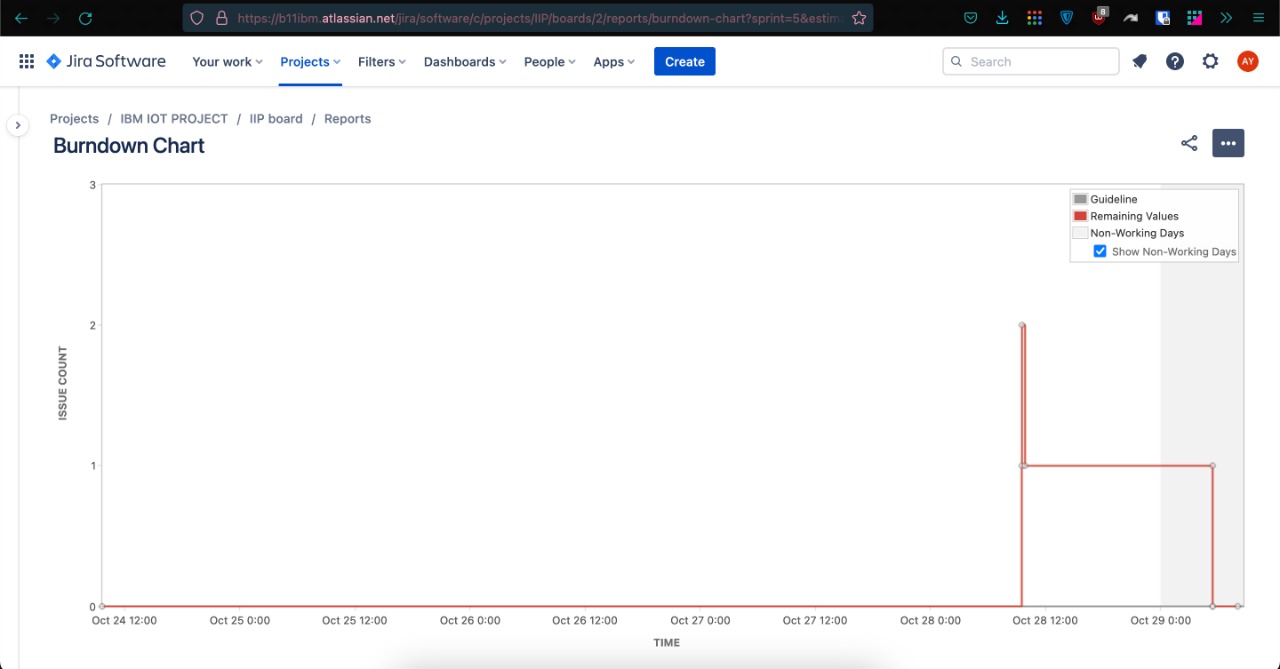 https://b11ibm.atlassian.net/jira/software/c/projects/IIP/boards/2/reports/burndown-chart?sprint=5&estim
8
Jira Software
Your work
Projects
Filters
Dashboards
People
Apps
Create
Search
AY
Projects / IBM IOT PROJECT / IIP board / Reports
Burndown Chart
Guideline
Remaining Values
Non-Working Days
Show Non-Working Days
3
2
1
0
ISSUE COUNT
Oct 24 12:00 Oct 25 0:00 Oct 25 12:00 Oct 26 0:00 Oct 26 12:00 Oct 27 0:00 Oct 27 12:00 Oct 28 0:00 Oct 28 12:00 Oct 29 0:00
TIME